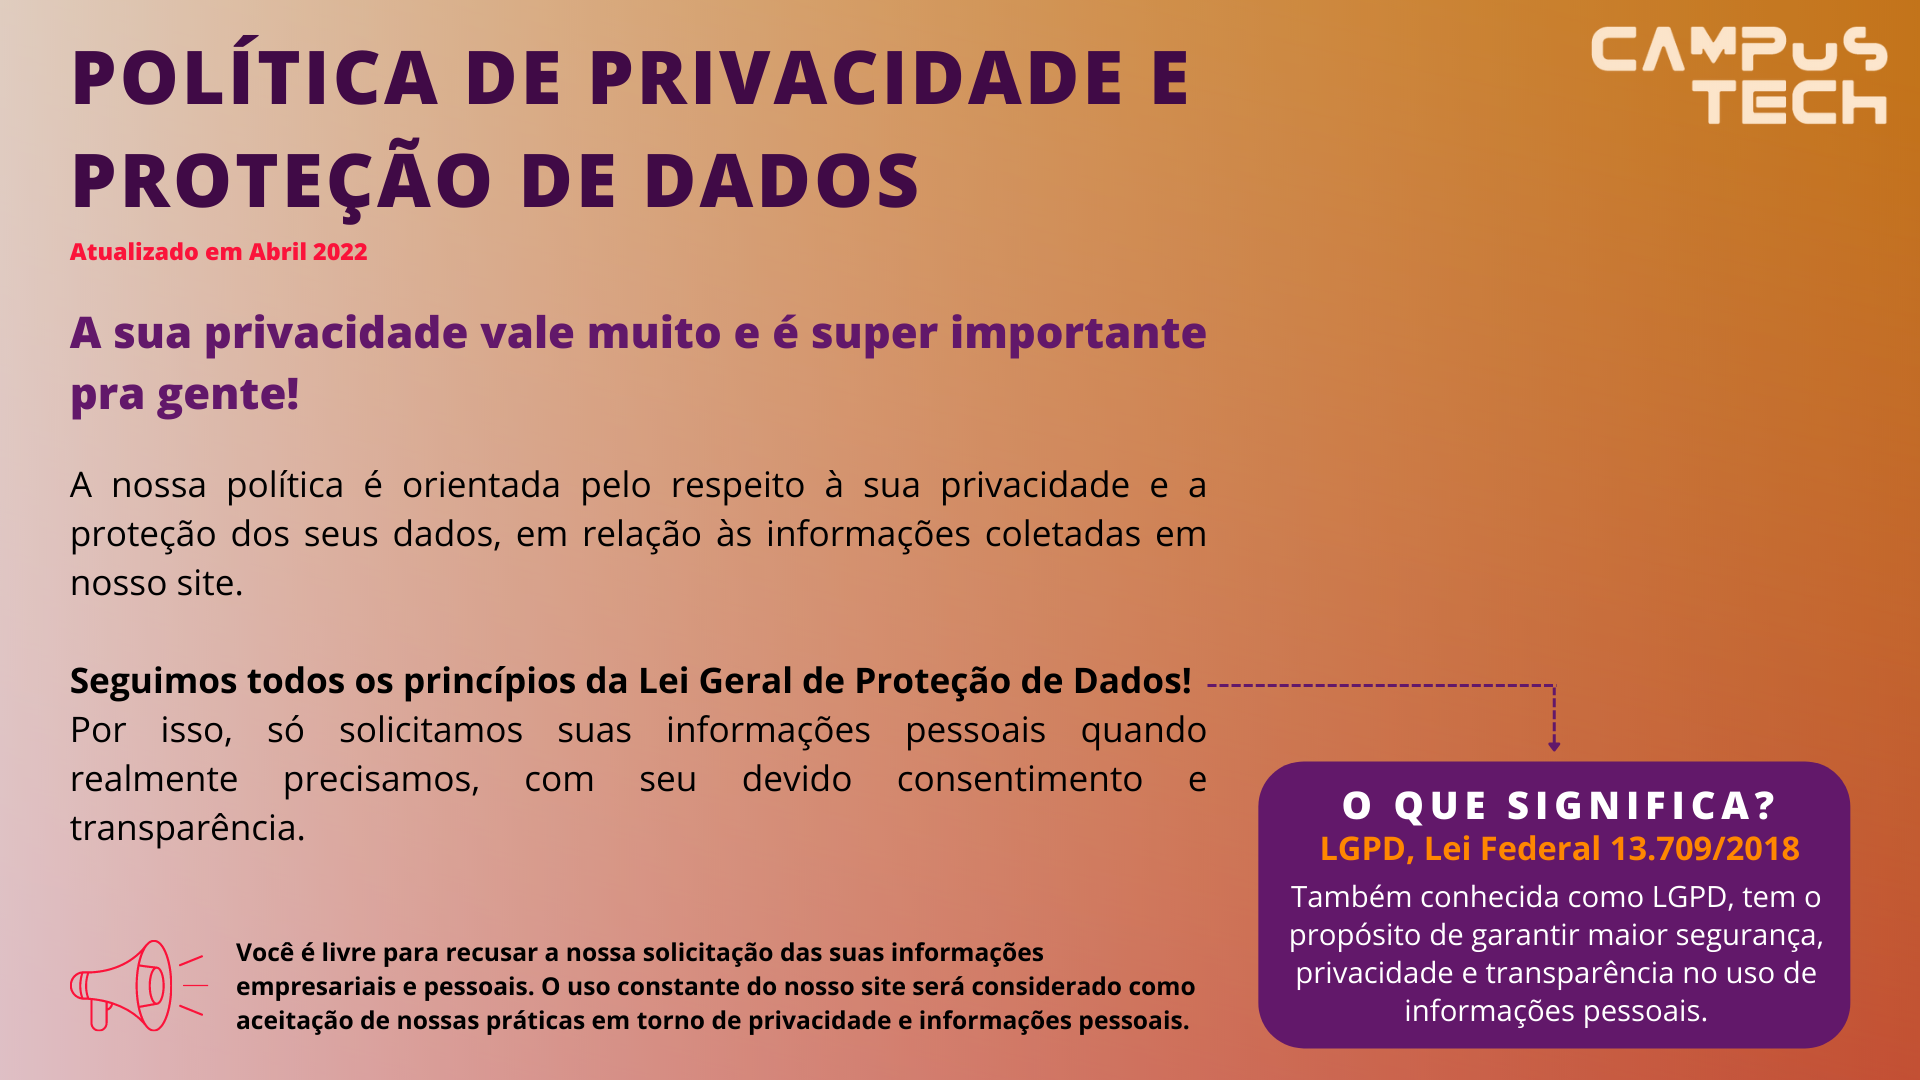 POLÍTICA DE PRIVACIDADE E
PROTEÇÃO DE DADOS
CAMPUS
TECH
Atualizado em Abril 2022
A sua privacidade vale muito e é super importante
pra gente!
A nossa política é orientada pelo respeito à sua privacidade e a
proteção dos seus dados, em relação às informações coletadas em
nosso site.
Seguimos todos os princípios da Lei Geral de Proteção de Dados!
Por isso, só solicitamos suas informações pessoais quando
realmente precisamos, com seu devido consentimento e
transparência.
O QUE SIGNIFICA?
LGPD, Lei Federal 13.709/2018
Também conhecida como LGPD, tem o
propósito de garantir maior segurança,
privacidade e transparência no uso de
informações pessoais.
Você é livre para recusar a nossa solicitação das suas informações
empresariais e pessoais. O uso constante do nosso site será considerado como
aceitação de nossas práticas em torno de privacidade e informações pessoais.